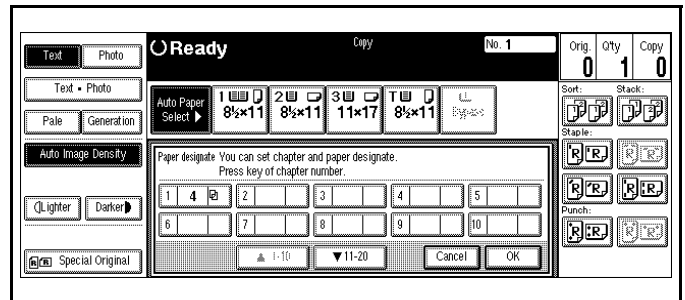 Text Photo
Text • Photo
Pale Generation
Auto Image Density
Lighter Darker
Special Original
Ready Copy No. 1
Auto Paper Select ▶
1 8½×11
2 8½×11
3 11×17
T 8½×11
Bypass
Paper designate You can set chapter and paper designate.
Press key of chapter number.
1 4 2 3 4 5
6 7 8 9 10
▲ 1-10 ▼11-20 Cancel OK
Orig. Q'ty Copy
0 1 0
Sort: Stack:
Staple:
Punch: